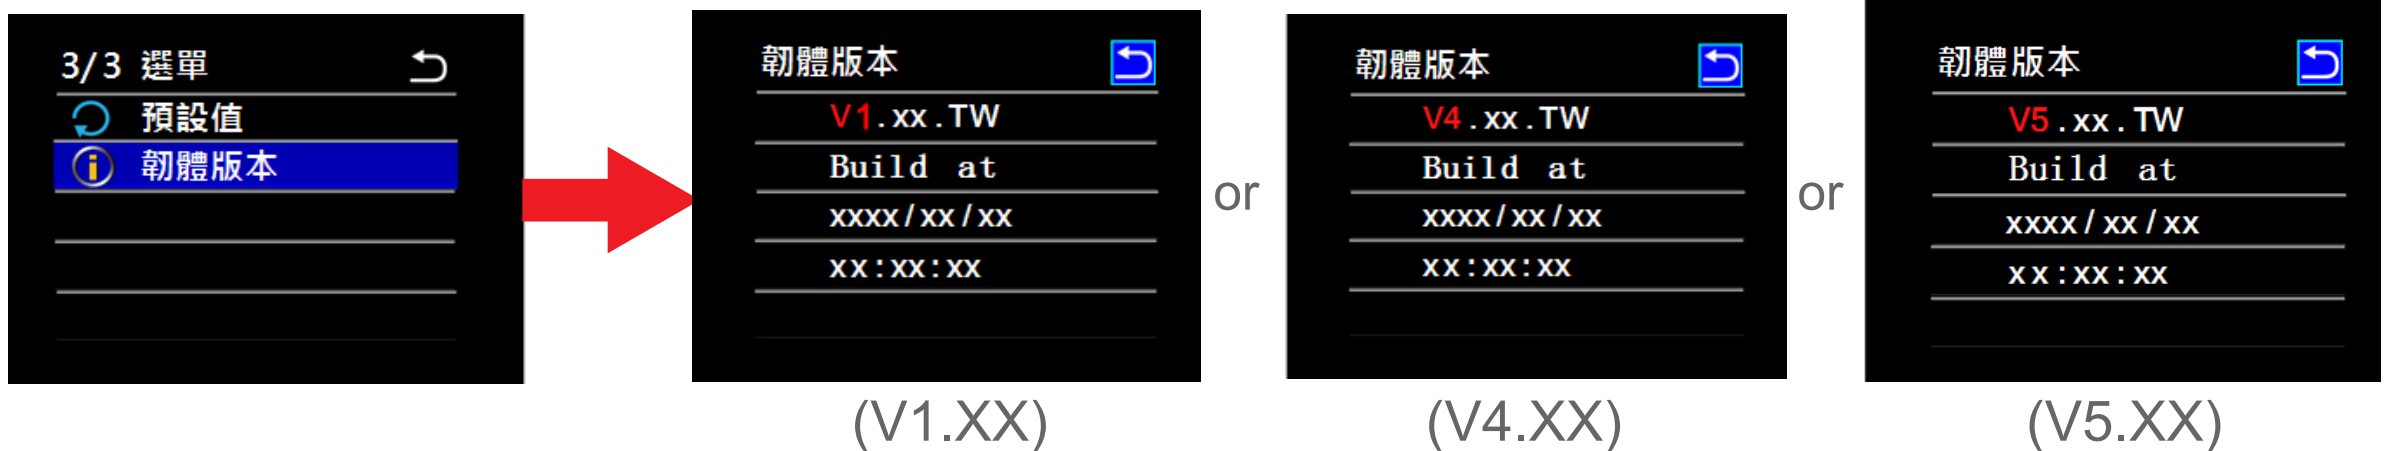 3/3 選單
預設值
韌體版本
韌體版本
V1.xx.TW
Build at
xxxx/xx/xx
xx:xx:xx
(V1.XX)
or
韌體版本
V4.xx.TW
Build at
xxxx/xx/xx
xx:xx:xx
(V4.XX)
or
韌體版本
V5.xx.TW
Build at
xxxx/xx/xx
xx:xx:xx
(V5.XX)